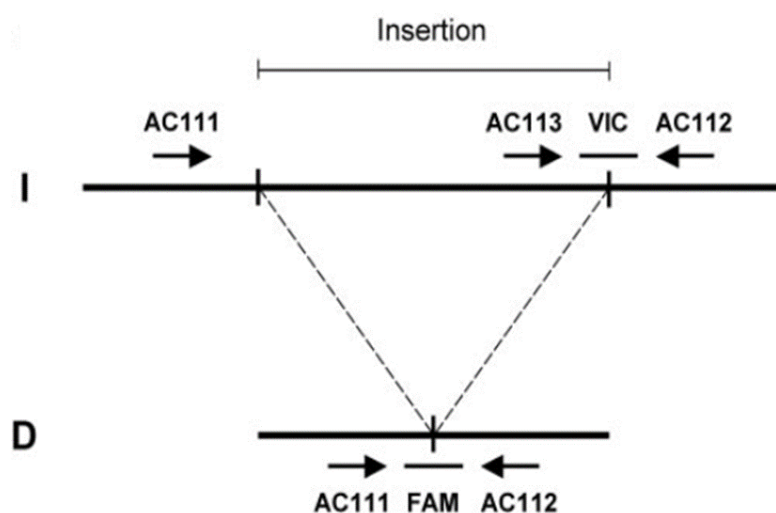 Insertion
AC111 AC113 VIC AC112
I
D
AC111 FAM AC112